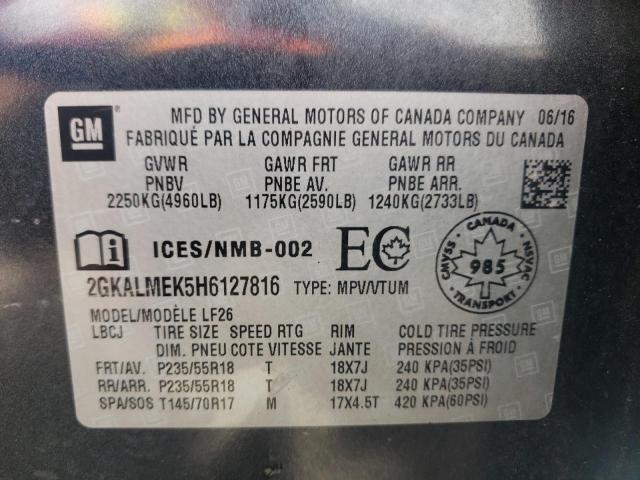 GM
MFD BY GENERAL MOTORS OF CANADA COMPANY 06/16
FABRIQUÉ PAR LA COMPAGNIE GENERAL MOTORS DU CANADA
GVWR GAWR FRT GAWR RR
PNBV PNBE AV. PNBE ARR.
2250KG(4960LB) 1175KG(2590LB) 1240KG(2733LB)
ICES/NMB-002 EC
CANADA
CMVSS 985 NSVAC
TRANSPORT
2GKALMEK5H6127816 TYPE: MPV/VTUM
MODEL/MODÈLE LF26
LBCJ TIRE SIZE SPEED RTG RIM COLD TIRE PRESSURE
DIM. PNEU COTE VITESSE JANTE PRESSION À FROID
FRT/AV. P235/55R18 T 18X7J 240 KPA(35PSI)
RR/ARR. P235/55R18 T 18X7J 240 KPA(35PSI)
SPA/SOS T145/70R17 M 17X4.5T 420 KPA(60PSI)